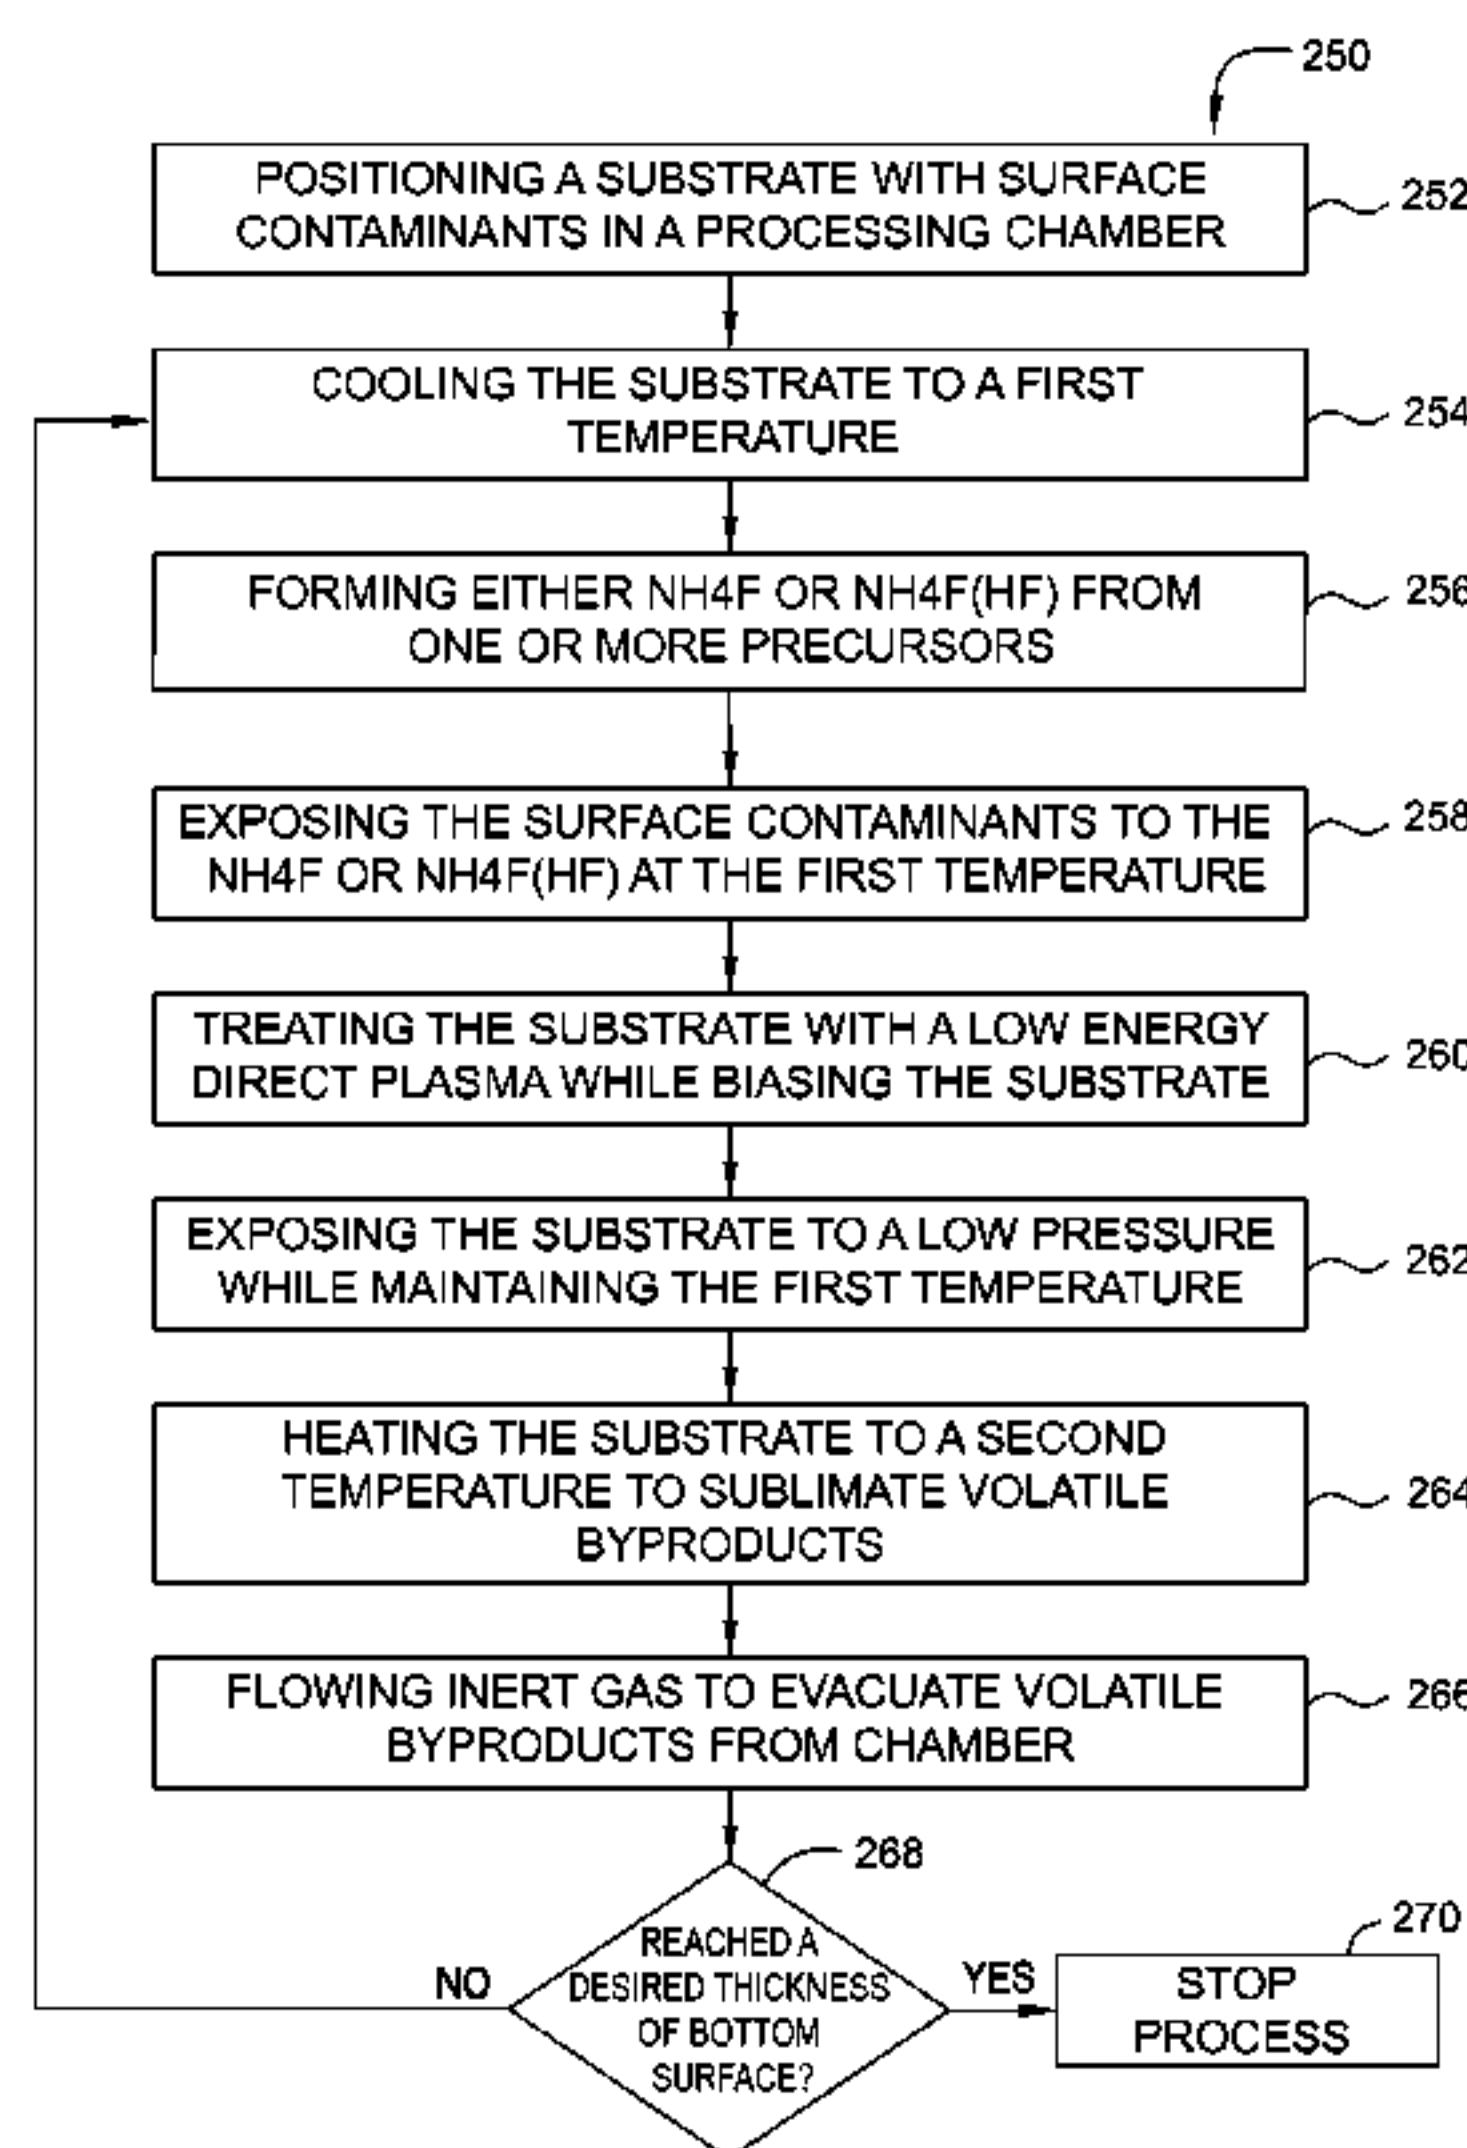 250
POSITIONING A SUBSTRATE WITH SURFACE
CONTAMINANTS IN A PROCESSING CHAMBER
252
COOLING THE SUBSTRATE TO A FIRST
TEMPERATURE
254
FORMING EITHER NH4F OR NH4F(HF) FROM
ONE OR MORE PRECURSORS
256
EXPOSING THE SURFACE CONTAMINANTS TO THE
NH4F OR NH4F(HF) AT THE FIRST TEMPERATURE
258
TREATING THE SUBSTRATE WITH A LOW ENERGY
DIRECT PLASMA WHILE BIASING THE SUBSTRATE
260
EXPOSING THE SUBSTRATE TO A LOW PRESSURE
WHILE MAINTAINING THE FIRST TEMPERATURE
262
HEATING THE SUBSTRATE TO A SECOND
TEMPERATURE TO SUBLIMATE VOLATILE
BYPRODUCTS
264
FLOWING INERT GAS TO EVACUATE VOLATILE
BYPRODUCTS FROM CHAMBER
266
268
REACHED A
DESIRED THICKNESS
OF BOTTOM
SURFACE?
NO
YES
270
STOP
PROCESS